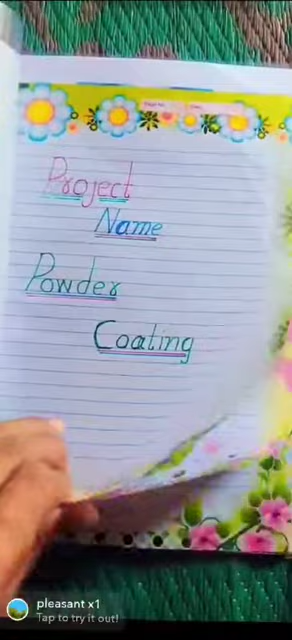 Project
Name
Powder
Coating
pleasant x1
Tap to try it out!